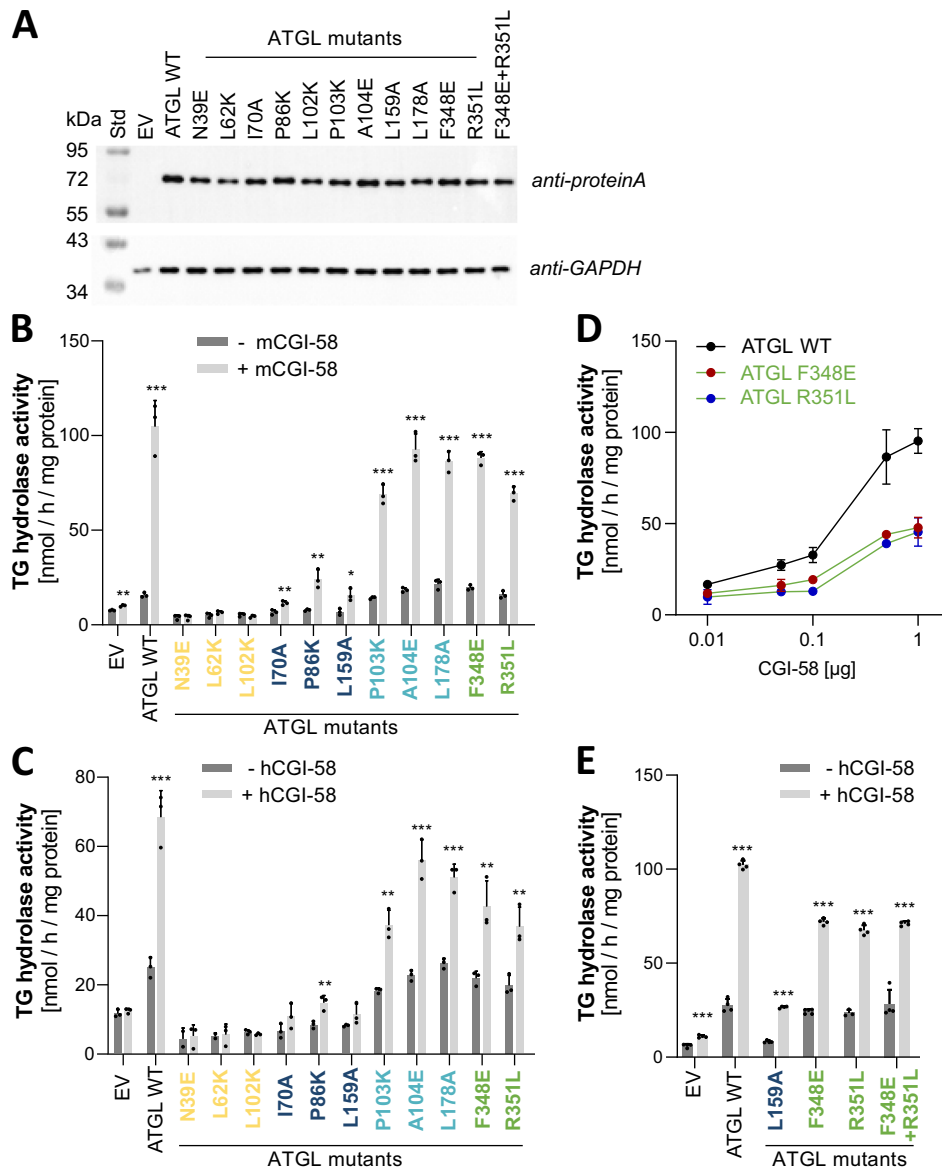 A
ATGL mutants
kDa
Std
EV
ATGL WT
N39E
L62K
I70A
P86K
L102K
P103K
A104E
L159A
L178A
F348E
R351L
F348E+R351L
95
72
55
anti-proteinA
43
34
anti-GAPDH
B
TG hydrolase activity
[nmol / h / mg protein]
150
100
50
0
- mCGI-58
+ mCGI-58
**
***
**
**
*
***
***
***
***
***
EV
ATGL WT
N39E
L62K
L102K
I70A
P86K
L159A
P103K
A104E
L178A
F348E
R351L
ATGL mutants
D
TG hydrolase activity
[nmol / h / mg protein]
150
100
50
0
ATGL WT
ATGL F348E
ATGL R351L
0.01
0.1
1
CGI-58 [µg]
C
TG hydrolase activity
[nmol / h / mg protein]
80
60
40
20
0
- hCGI-58
+ hCGI-58
***
**
**
***
***
**
**
EV
ATGL WT
N39E
L62K
L102K
I70A
P86K
L159A
P103K
A104E
L178A
F348E
R351L
ATGL mutants
E
TG hydrolase activity
[nmol / h / mg protein]
150
100
50
0
- hCGI-58
+ hCGI-58
***
***
***
***
***
***
EV
ATGL WT
L159A
F348E
R351L
F348E
+R351L
ATGL mutants